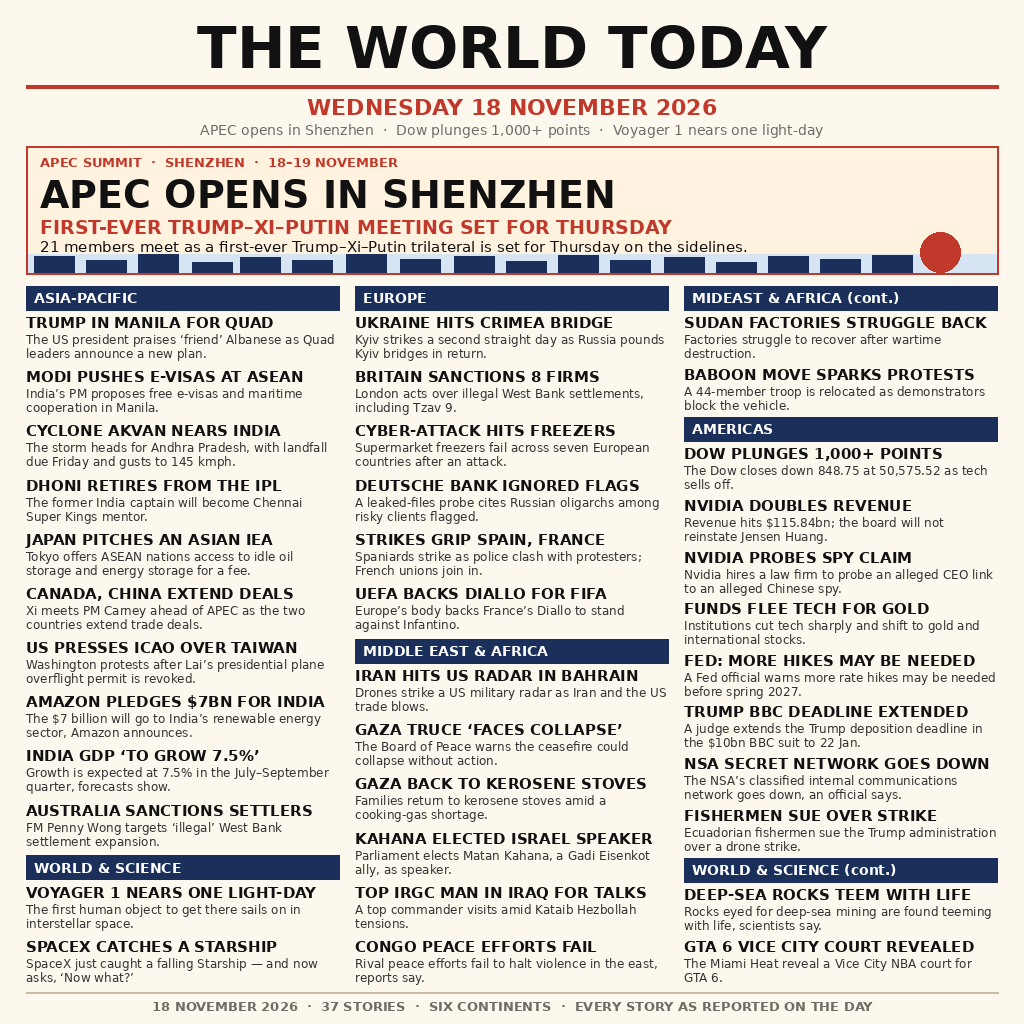 THE WORLD TODAY
WEDNESDAY 18 NOVEMBER 2026
APEC opens in Shenzhen · Dow plunges 1,000+ points · Voyager 1 nears one light-day
APEC SUMMIT · SHENZHEN · 18–19 NOVEMBER
APEC OPENS IN SHENZHEN
FIRST-EVER TRUMP–XI–PUTIN MEETING SET FOR THURSDAY
21 members meet as a first-ever Trump–Xi–Putin trilateral is set for Thursday on the sidelines.
ASIA-PACIFIC
TRUMP IN MANILA FOR QUAD
The US president praises ‘friend’ Albanese as Quad
leaders announce a new plan.
MODI PUSHES E-VISAS AT ASEAN
India’s PM proposes free e-visas and maritime
cooperation in Manila.
CYCLONE AKVAN NEARS INDIA
The storm heads for Andhra Pradesh, with landfall
due Friday and gusts to 145 kmph.
DHONI RETIRES FROM THE IPL
The former India captain will become Chennai
Super Kings mentor.
JAPAN PITCHES AN ASIAN IEA
Tokyo offers ASEAN nations access to idle oil
storage and energy storage for a fee.
CANADA, CHINA EXTEND DEALS
Xi meets PM Carney ahead of APEC as the two
countries extend trade deals.
US PRESSES ICAO OVER TAIWAN
Washington protests after Lai’s presidential plane
overflight permit is revoked.
AMAZON PLEDGES $7BN FOR INDIA
The $7 billion will go to India’s renewable energy
sector, Amazon announces.
INDIA GDP ‘TO GROW 7.5%’
Growth is expected at 7.5% in the July–September
quarter, forecasts show.
AUSTRALIA SANCTIONS SETTLERS
FM Penny Wong targets ‘illegal’ West Bank
settlement expansion.
WORLD & SCIENCE
VOYAGER 1 NEARS ONE LIGHT-DAY
The first human object to get there sails on in
interstellar space.
SPACEX CATCHES A STARSHIP
SpaceX just caught a falling Starship — and now
asks, ‘Now what?’
EUROPE
UKRAINE HITS CRIMEA BRIDGE
Kyiv strikes a second straight day as Russia pounds
Kyiv bridges in return.
BRITAIN SANCTIONS 8 FIRMS
London acts over illegal West Bank settlements,
including Tzav 9.
CYBER-ATTACK HITS FREEZERS
Supermarket freezers fail across seven European
countries after an attack.
DEUTSCHE BANK IGNORED FLAGS
A leaked-files probe cites Russian oligarchs among
risky clients flagged.
STRIKES GRIP SPAIN, FRANCE
Spaniards strike as police clash with protesters;
French unions join in.
UEFA BACKS DIALLO FOR FIFA
Europe’s body backs France’s Diallo to stand
against Infantino.
MIDDLE EAST & AFRICA
IRAN HITS US RADAR IN BAHRAIN
Drones strike a US military radar as Iran and the US
trade blows.
GAZA TRUCE ‘FACES COLLAPSE’
The Board of Peace warns the ceasefire could
collapse without action.
GAZA BACK TO KEROSENE STOVES
Families return to kerosene stoves amid a
cooking-gas shortage.
KAHANA ELECTED ISRAEL SPEAKER
Parliament elects Matan Kahana, a Gadi Eisenkot
ally, as speaker.
TOP IRGC MAN IN IRAQ FOR TALKS
A top commander visits amid Kataib Hezbollah
tensions.
CONGO PEACE EFFORTS FAIL
Rival peace efforts fail to halt violence in the east,
reports say.
MIDEAST & AFRICA (cont.)
SUDAN FACTORIES STRUGGLE BACK
Factories struggle to recover after wartime
destruction.
BABOON MOVE SPARKS PROTESTS
A 44-member troop is relocated as demonstrators
block the vehicle.
AMERICAS
DOW PLUNGES 1,000+ POINTS
The Dow closes down 848.75 at 50,575.52 as tech
sells off.
NVIDIA DOUBLES REVENUE
Revenue hits $115.84bn; the board will not
reinstate Jensen Huang.
NVIDIA PROBES SPY CLAIM
Nvidia hires a law firm to probe an alleged CEO link
to an alleged Chinese spy.
FUNDS FLEE TECH FOR GOLD
Institutions cut tech sharply and shift to gold and
international stocks.
FED: MORE HIKES MAY BE NEEDED
A Fed official warns more rate hikes may be needed
before spring 2027.
TRUMP BBC DEADLINE EXTENDED
A judge extends the Trump deposition deadline in
the $10bn BBC suit to 22 Jan.
NSA SECRET NETWORK GOES DOWN
The NSA’s classified internal communications
network goes down, an official says.
FISHERMEN SUE OVER STRIKE
Ecuadorian fishermen sue the Trump administration
over a drone strike.
WORLD & SCIENCE (cont.)
DEEP-SEA ROCKS TEEM WITH LIFE
Rocks eyed for deep-sea mining are found teeming
with life, scientists say.
GTA 6 VICE CITY COURT REVEALED
The Miami Heat reveal a Vice City NBA court for
GTA 6.
18 NOVEMBER 2026 · 37 STORIES · SIX CONTINENTS · EVERY STORY AS REPORTED ON THE DAY